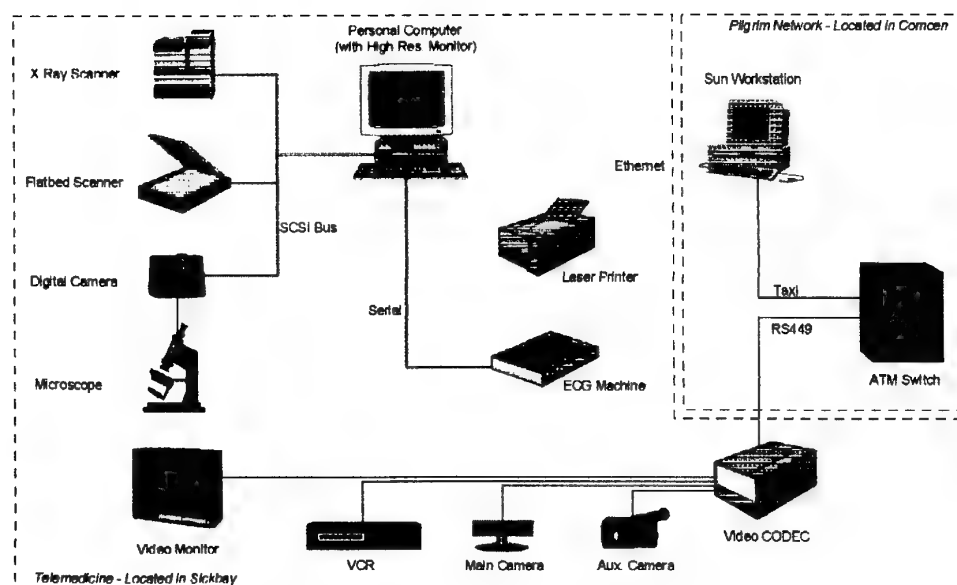 Personal Computer
(with High Res. Monitor)
Pilgrim Network - Located in Comcen
X Ray Scanner
Sun Workstation
Ethernet
Flatbed Scanner
SCSI Bus
Laser Printer
Digital Camera
Taxi
Serial
RS449
Microscope
ECG Machine
ATM Switch
Video Monitor
VCR
Main Camera
Aux. Camera
Video CODEC
Telemedicine - Located in Sickbay